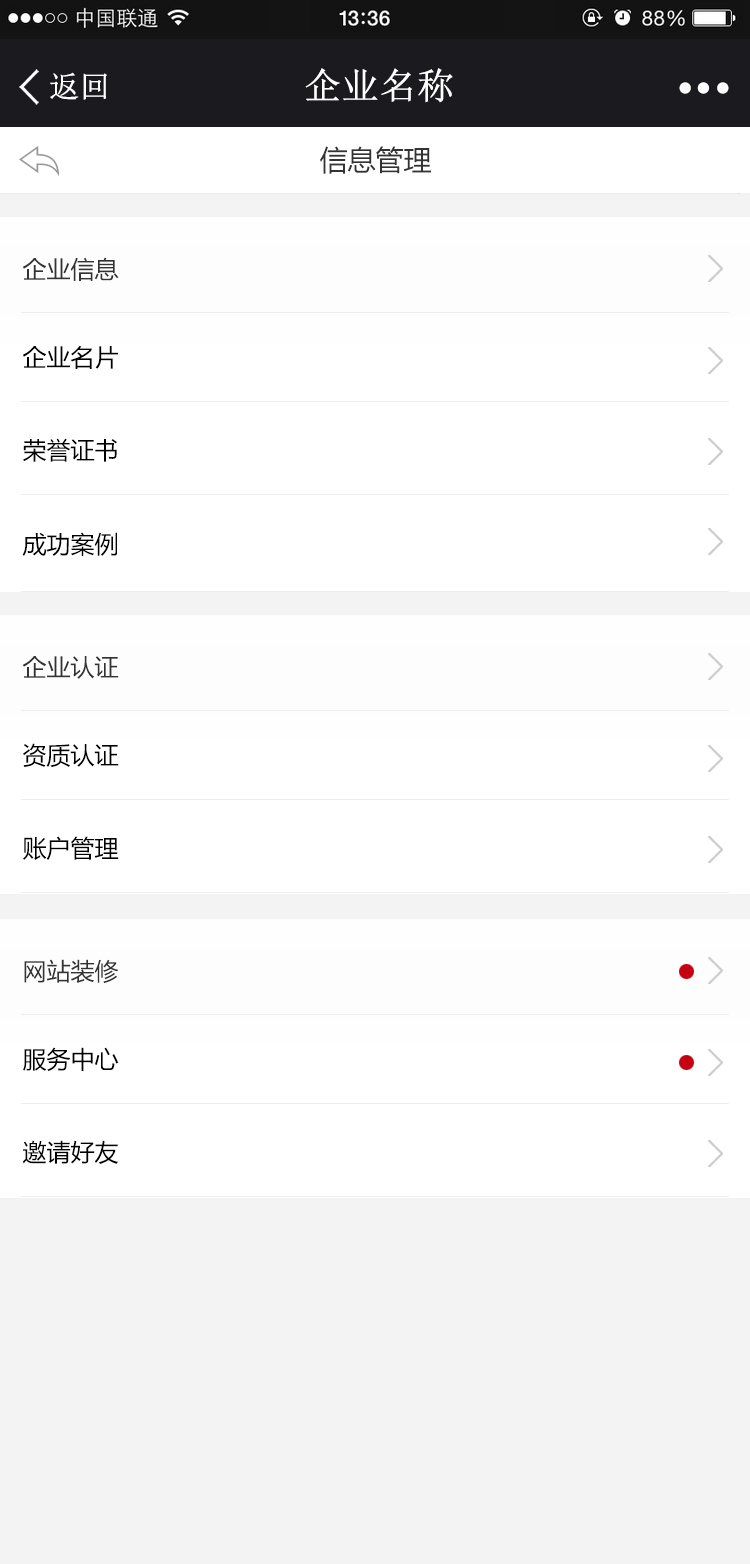 中国联通 13:36 88%
返回 企业名称
信息管理
企业信息
企业名片
荣誉证书
成功案例
企业认证
资质认证
账户管理
网站装修
服务中心
邀请好友